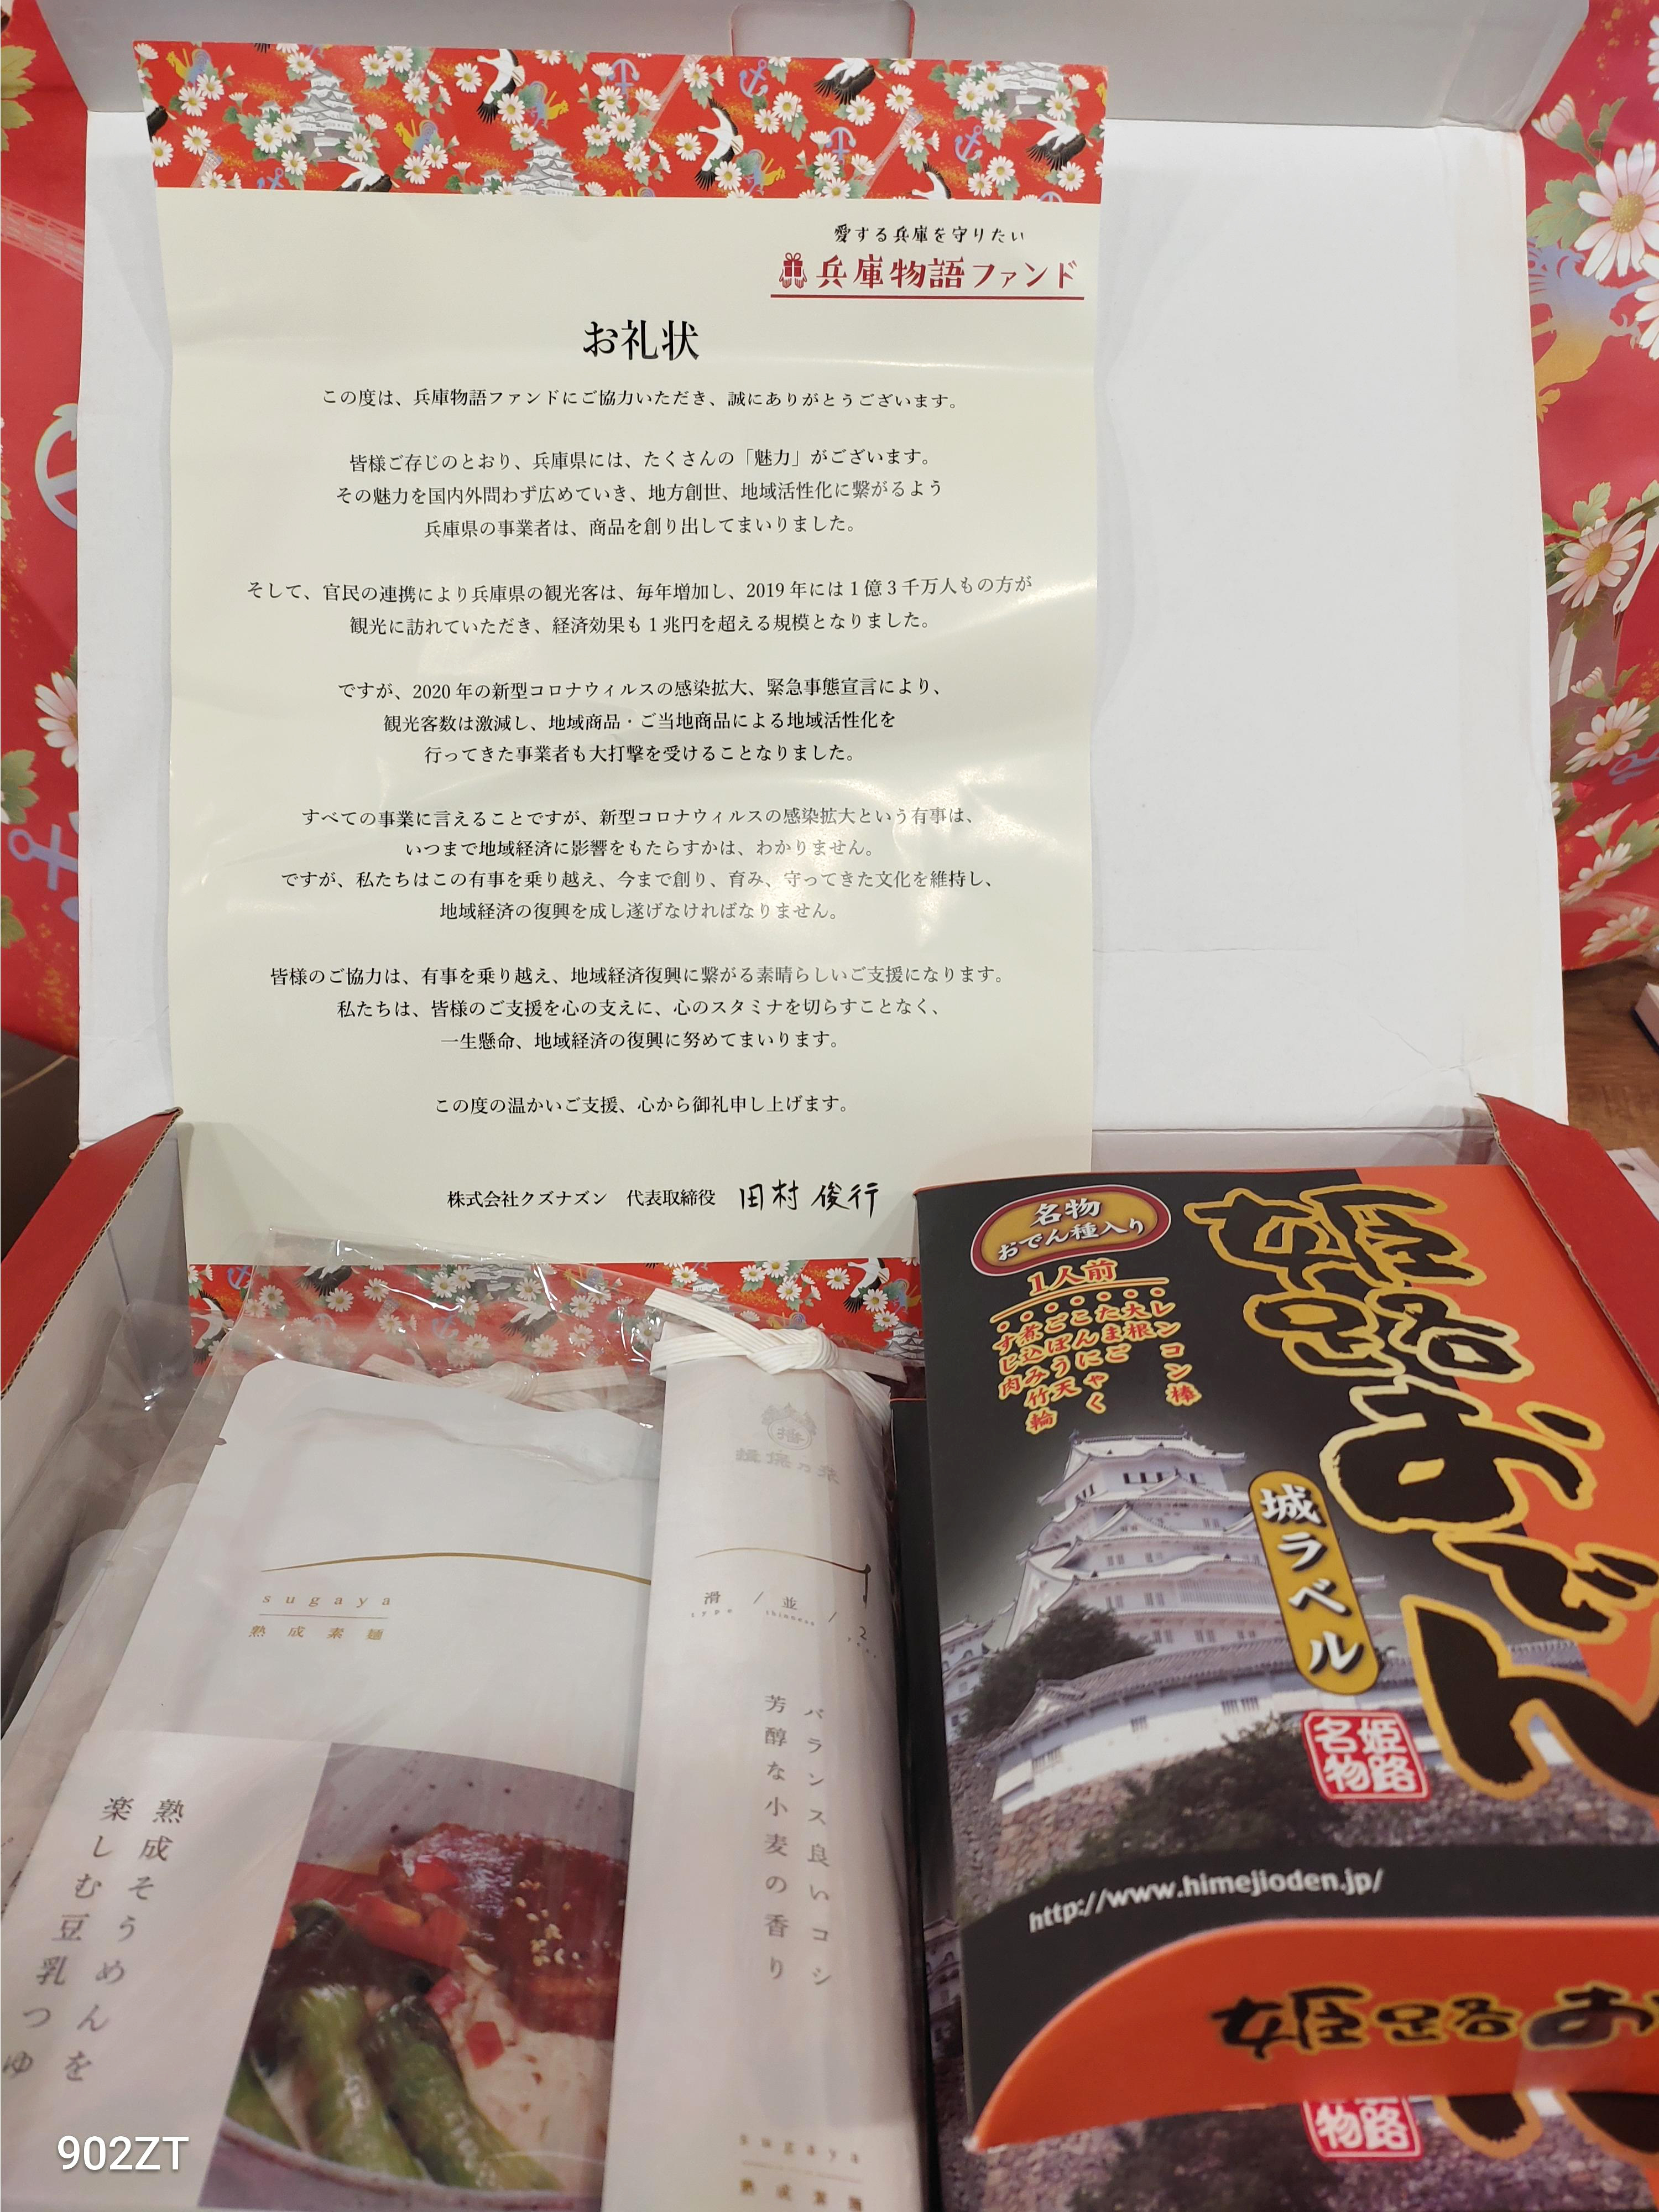 愛する兵庫を守りたい
兵庫物語ファンド
お礼状
この度は、兵庫物語ファンドにご協力いただき、誠にありがとうございます。
皆様ご存じのとおり、兵庫県には、たくさんの「魅力」がございます。
その魅力を国内外問わず広めていき、地方創世、地域活性化に繋がるよう
兵庫県の事業者は、商品を創り出してまいりました。
そして、官民の連携により兵庫県の観光客は、毎年増加し、2019年には1億3千万人もの方が
観光に訪れていただき、経済効果も1兆円を超える規模となりました。
ですが、2020年の新型コロナウィルスの感染拡大、緊急事態宣言により、
観光客数は激減し、地域商品・ご当地商品による地域活性化を
行ってきた事業者も大打撃を受けることなりました。
すべての事業に言えることですが、新型コロナウィルスの感染拡大という有事は、
いつまで地域経済に影響をもたらすかは、わかりません。
ですが、私たちはこの有事を乗り越え、今まで創り、育み、守ってきた文化を維持し、
地域経済の復興を成し遂げなければなりません。
皆様のご協力は、有事を乗り越え、地域経済復興に繋がる素晴らしいご支援になります。
私たちは、皆様のご支援を心の支えに、心のスタミナを切らすことなく、
一生懸命、地域経済の復興に努めてまいります。
この度の温かいご支援、心から御礼申し上げます。
株式会社クズナズン 代表取締役 田村 俊行
sugaya
熟成素麺
熟成そうめんを
楽しむ豆乳つゆ
揖保乃糸
滑 / 並 / 2
type thinness
バランス良いコシ
芳醇な小麦の香り
sugaya
熟成素麺
名物
おでん種入り
1人前
レンコン棒
大根
たまご
こんにゃく
ごぼう天
煮込み竹輪
すじ肉
姫路おでん
城ラベル
姫路
名物
http://www.himejioden.jp/
姫路お
姫路
名物
902ZT